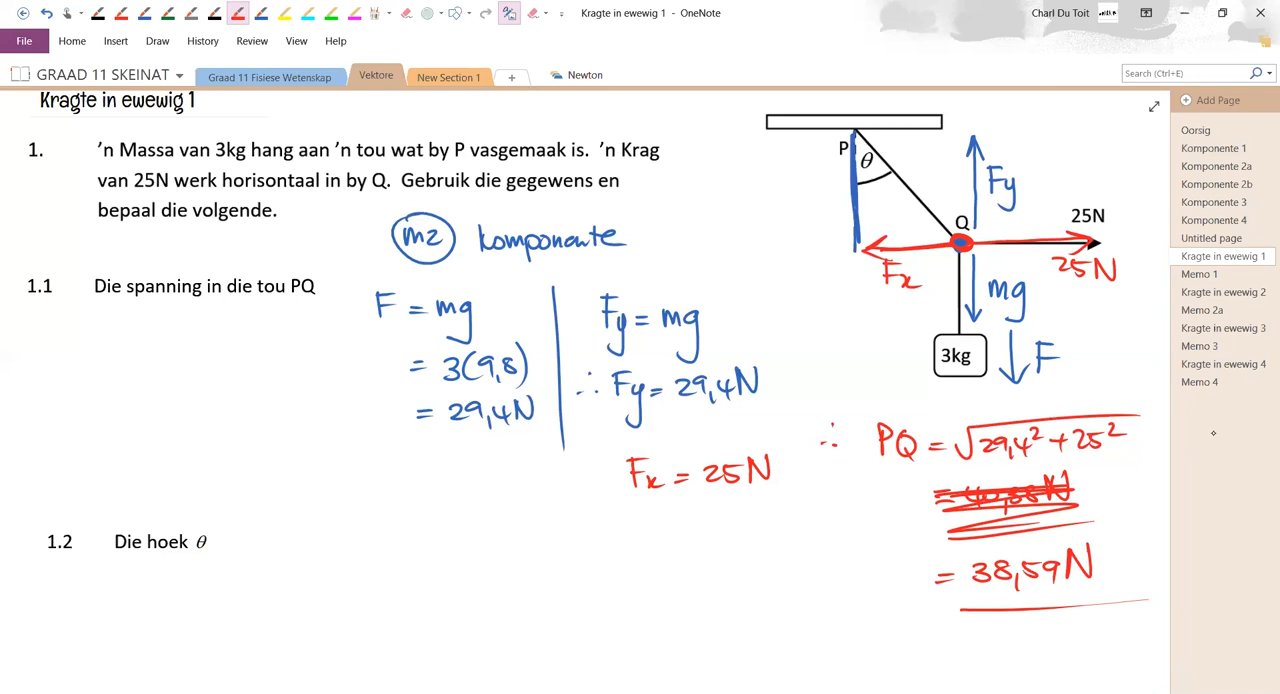 Kragte in ewewig 1 - OneNote
Charl Du Toit
File Home Insert Draw History Review View Help
GRAAD 11 SKEINAT
Graad 11 Fisiese Wetenskap
Vektore
New Section 1
+
Newton
Search (Ctrl+E)
Kragte in ewewig 1
1. 'n Massa van 3kg hang aan 'n tou wat by P vasgemaak is. 'n Krag
van 25N werk horisontaal in by Q. Gebruik die gegewens en
bepaal die volgende.
m2 komponente
1.1 Die spanning in die tou PQ
F = mg
= 3(9,8)
= 29,4N
Fy = mg
∴ Fy = 29,4N
Fx = 25N
P
θ
Q
Fy
25N
Fx
25N
mg
3kg
F
∴ PQ = √29,4² + 25²
= 38,59N
1.2 Die hoek θ
Add Page
Oorsig
Komponente 1
Komponente 2a
Komponente 2b
Komponente 3
Komponente 4
Untitled page
Kragte in ewewig 1
Memo 1
Kragte in ewewig 2
Memo 2a
Kragte in ewewig 3
Memo 3
Kragte in ewewig 4
Memo 4